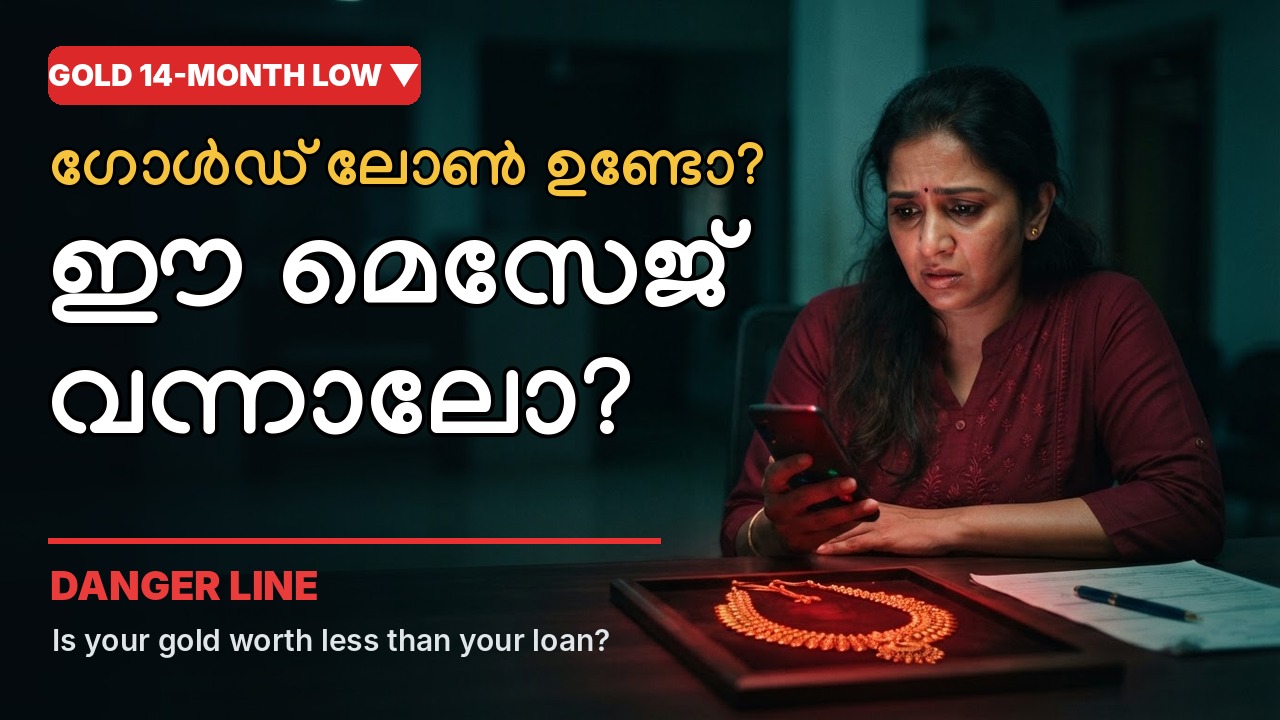 GOLD 14-MONTH LOW ▼
ഗോൾഡ് ലോൺ ഉണ്ടോ?
ഈ മെസേജ്
വന്നാലോ?
DANGER LINE
Is your gold worth less than your loan?